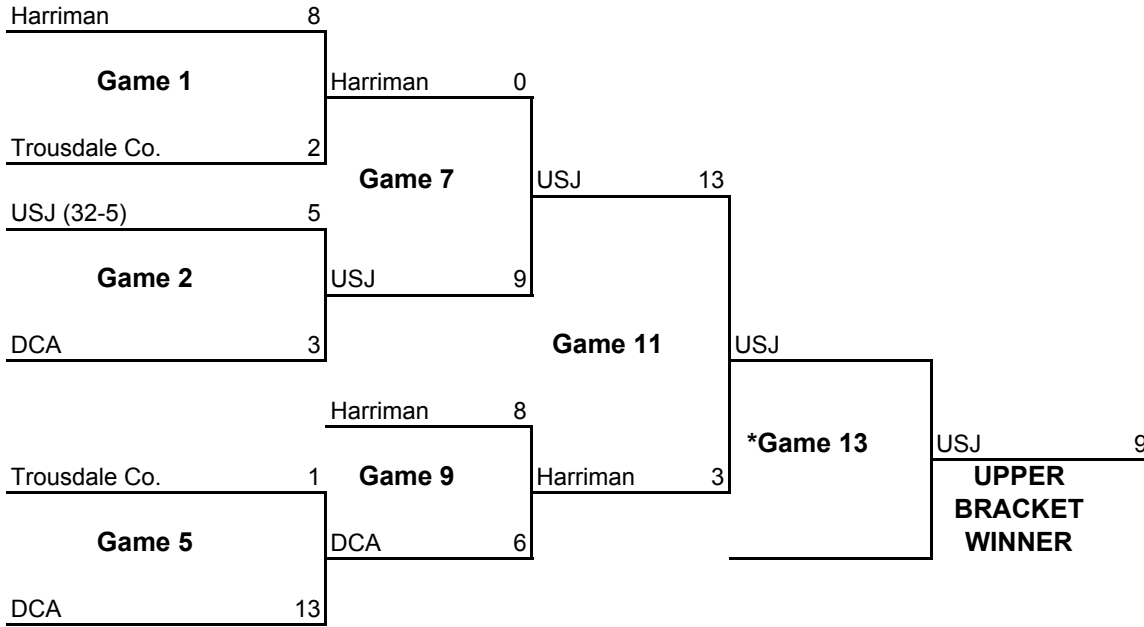 Harriman 8
Game 1
Harriman 0
Trousdale Co. 2
Game 7
USJ 13
USJ (32-5) 5
Game 2
USJ 9
DCA 3
Game 11
USJ
Harriman 8
*Game 13
USJ 9
Trousdale Co. 1
Game 9
Harriman 3
UPPER
BRACKET
WINNER
Game 5
DCA 6
DCA 13